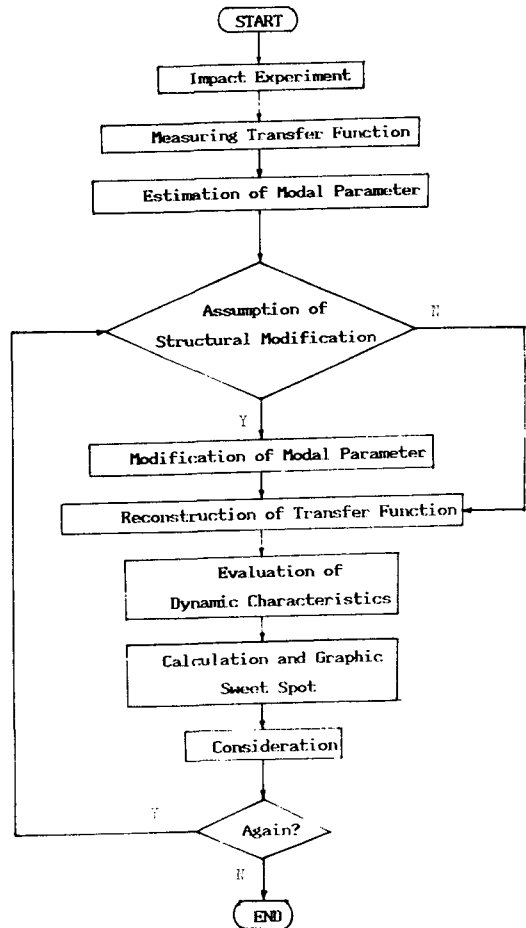 START
Impact Experiment
Measuring Transfer Function
Estimation of Modal Parameter
Assumption of
Structural Modification
N
Y
Modification of Modal Parameter
Reconstruction of Transfer Function
Evaluation of
Dynamic Characteristics
Calculation and Graphic
Sweet Spot
Consideration
Y
Again?
N
END